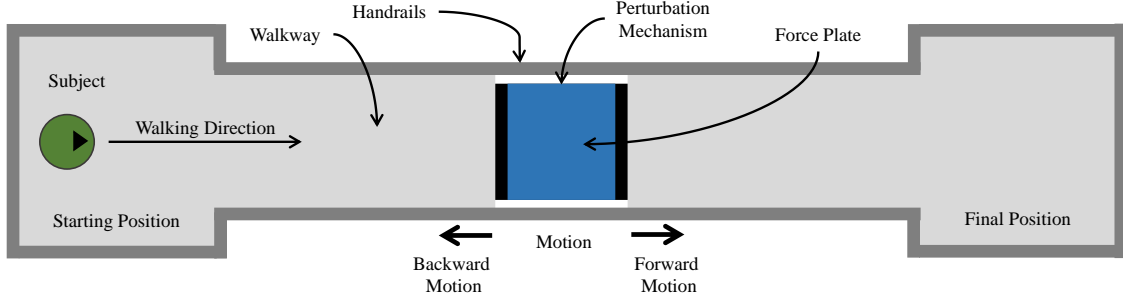 Handrails
Perturbation
Mechanism
Walkway
Force Plate
Subject
Walking Direction
Starting Position
Final Position
Motion
Backward
Motion
Forward
Motion